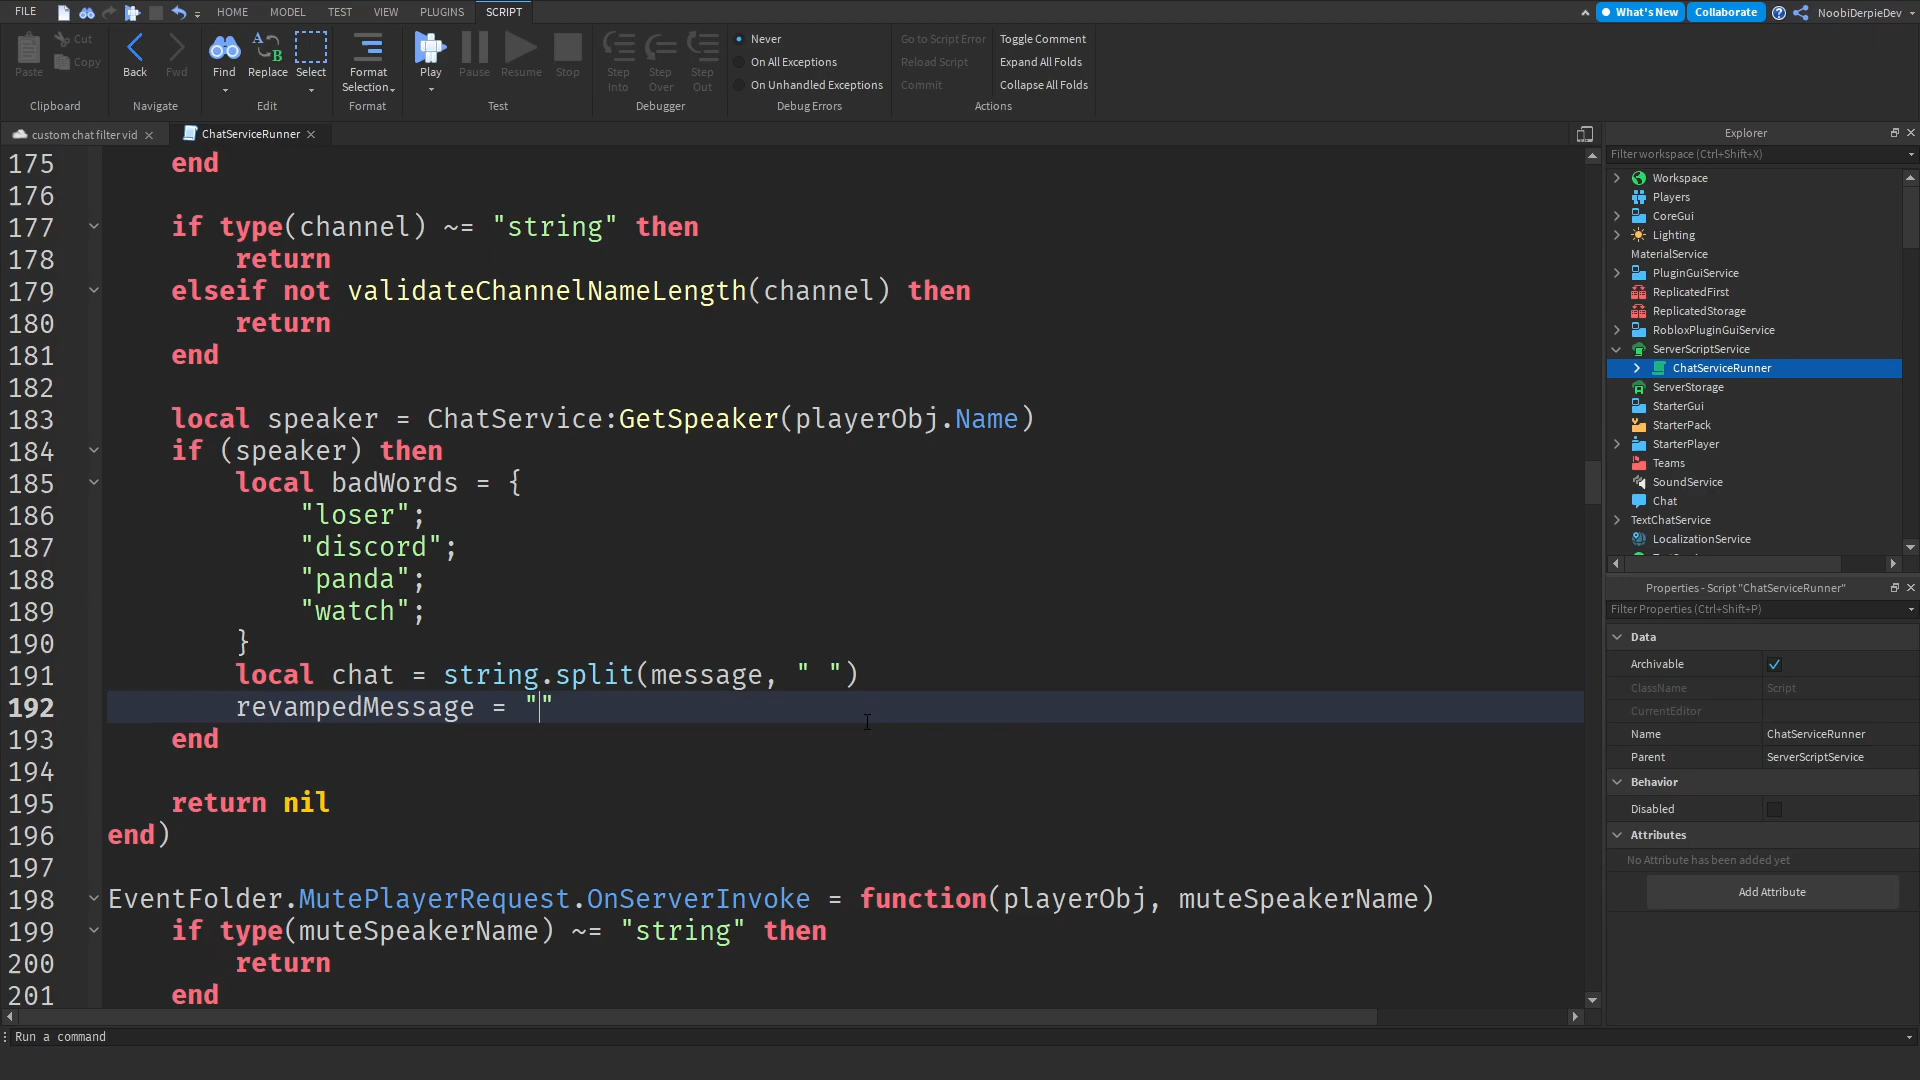 FILE HOME MODEL TEST VIEW PLUGINS SCRIPT What's New Collaborate NoobiDerpieDev
Paste Cut Copy Clipboard
Back Fwd Navigate
Find Replace Select Edit
Format Selection Format
Play Pause Resume Stop Test
Step Into Step Over Step Out Debugger
Never
On All Exceptions
On Unhandled Exceptions
Debug Errors
Go to Script Error Toggle Comment
Reload Script Expand All Folds
Commit Collapse All Folds
Actions
custom chat filter vid ChatServiceRunner
175 end
176
177 if type(channel) ~= "string" then
178 return
179 elseif not validateChannelNameLength(channel) then
180 return
181 end
182
183 local speaker = ChatService:GetSpeaker(playerObj.Name)
184 if (speaker) then
185 local badWords = {
186 "loser";
187 "discord";
188 "panda";
189 "watch";
190 }
191 local chat = string.split(message, " ")
192 revampedMessage = ""
193 end
194
195 return nil
196 end)
197
198 EventFolder.MutePlayerRequest.OnServerInvoke = function(playerObj, muteSpeakerName)
199 if type(muteSpeakerName) ~= "string" then
200 return
201 end
Run a command
Explorer
Filter workspace (Ctrl+Shift+X)
Workspace
Players
CoreGui
Lighting
MaterialService
PluginGuiService
ReplicatedFirst
ReplicatedStorage
RobloxPluginGuiService
ServerScriptService
ChatServiceRunner
ServerStorage
StarterGui
StarterPack
StarterPlayer
Teams
SoundService
Chat
TextChatService
LocalizationService
Properties - Script "ChatServiceRunner"
Filter Properties (Ctrl+Shift+P)
Data
Archivable
ClassName Script
CurrentEditor
Name ChatServiceRunner
Parent ServerScriptService
Behavior
Disabled
Attributes
No Attribute has been added yet
Add Attribute